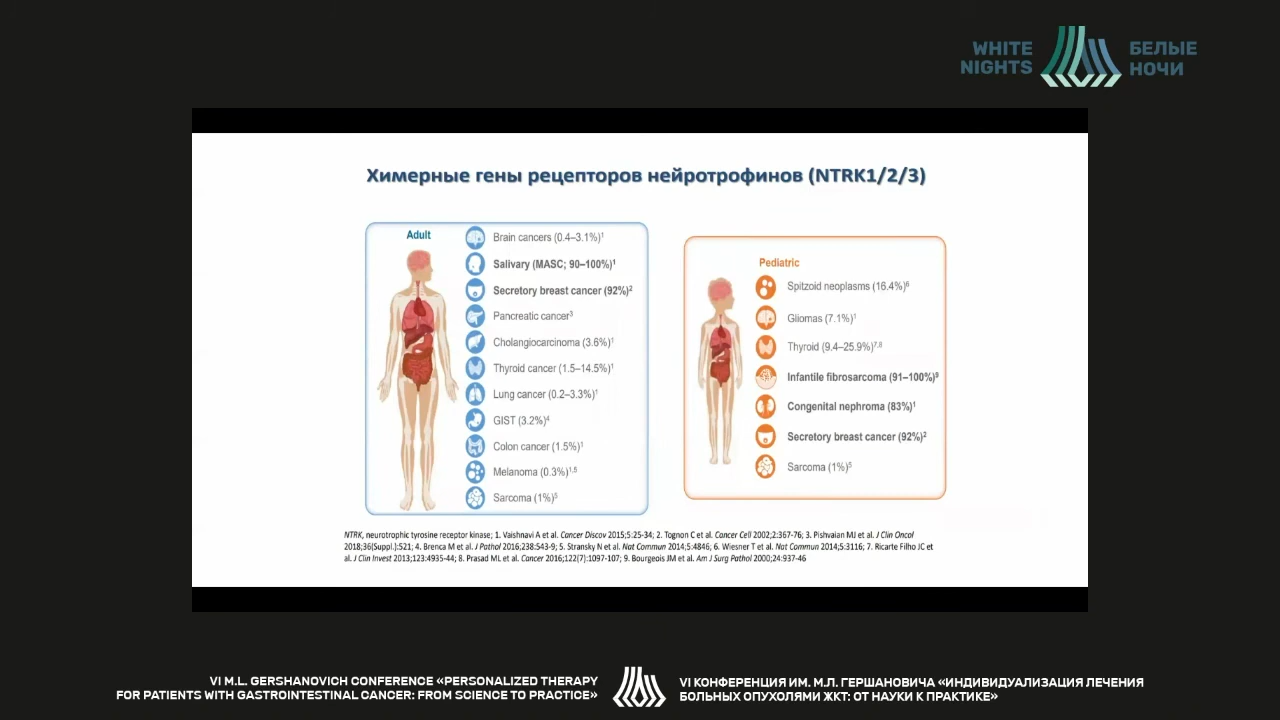 WHITE
NIGHTS
БЕЛЫЕ
НОЧИ
Химерные гены рецепторов нейротрофинов (NTRK1/2/3)
Adult
Brain cancers (0.4–3.1%)¹
Salivary (MASC; 90–100%)¹
Secretory breast cancer (92%)²
Pancreatic cancer³
Cholangiocarcinoma (3.6%)¹
Thyroid cancer (1.5–14.5%)¹
Lung cancer (0.2–3.3%)¹
GIST (3.2%)⁴
Colon cancer (1.5%)¹
Melanoma (0.3%)¹,⁵
Sarcoma (1%)⁵
Pediatric
Spitzoid neoplasms (16.4%)⁶
Gliomas (7.1%)¹
Thyroid (9.4–25.9%)⁷,⁸
Infantile fibrosarcoma (91–100%)⁹
Congenital nephroma (83%)¹
Secretory breast cancer (92%)²
Sarcoma (1%)⁵
NTRK, neurotrophic tyrosine receptor kinase; 1. Vaishnavi A et al. Cancer Discov 2015;5:25-34; 2. Tognon C et al. Cancer Cell 2002;2:367-76; 3. Pishvaian MJ et al. J Clin Oncol
2018;36(Suppl.):521; 4. Brenca M et al. J Pathol 2016;238:543-9; 5. Stransky N et al. Nat Commun 2014;5:4846; 6. Wiesner T et al. Nat Commun 2014;5:3116; 7. Ricarte Filho JC et
al. J Clin Invest 2013;123:4935-44; 8. Prasad ML et al. Cancer 2016;122(7):1097-107; 9. Bourgeois JM et al. Am J Surg Pathol 2000;24:937-46
VI M.L. GERSHANOVICH CONFERENCE «PERSONALIZED THERAPY
FOR PATIENTS WITH GASTROINTESTINAL CANCER: FROM SCIENCE TO PRACTICE»
VI КОНФЕРЕНЦИЯ ИМ. М.Л. ГЕРШАНОВИЧА «ИНДИВИДУАЛИЗАЦИЯ ЛЕЧЕНИЯ
БОЛЬНЫХ ОПУХОЛЯМИ ЖКТ: ОТ НАУКИ К ПРАКТИКЕ»